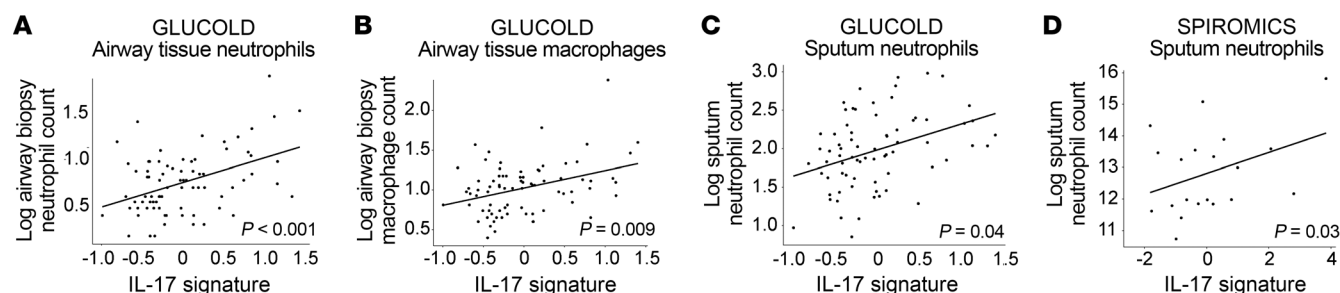 A
GLUCOLD
Airway tissue neutrophils
Log airway biopsy
neutrophil count
1.5
1.0
0.5
-1.0
-0.5
0
0.5
1.0
1.5
P < 0.001
IL-17 signature
B
GLUCOLD
Airway tissue macrophages
Log airway biopsy
macrophage count
2.0
1.5
1.0
0.5
-1.0
-0.5
0
0.5
1.0
1.5
P = 0.009
IL-17 signature
C
GLUCOLD
Sputum neutrophils
Log sputum
neutrophil count
3.0
2.5
2.0
1.5
1.0
-1.0
-0.5
0
0.5
1.0
1.5
P = 0.04
IL-17 signature
D
SPIROMICS
Sputum neutrophils
Log sputum
neutrophil count
16
15
14
13
12
11
-2
0
2
4
P = 0.03
IL-17 signature